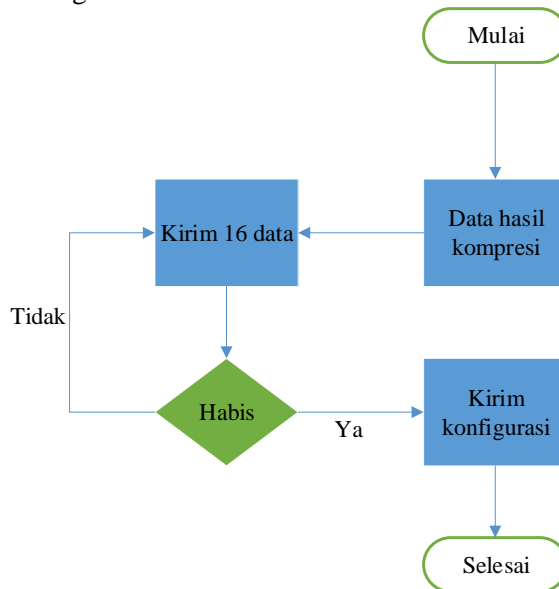 Mulai
Data hasil
kompresi
Kirim 16 data
Tidak
Habis
Ya
Kirim
konfigurasi
Selesai